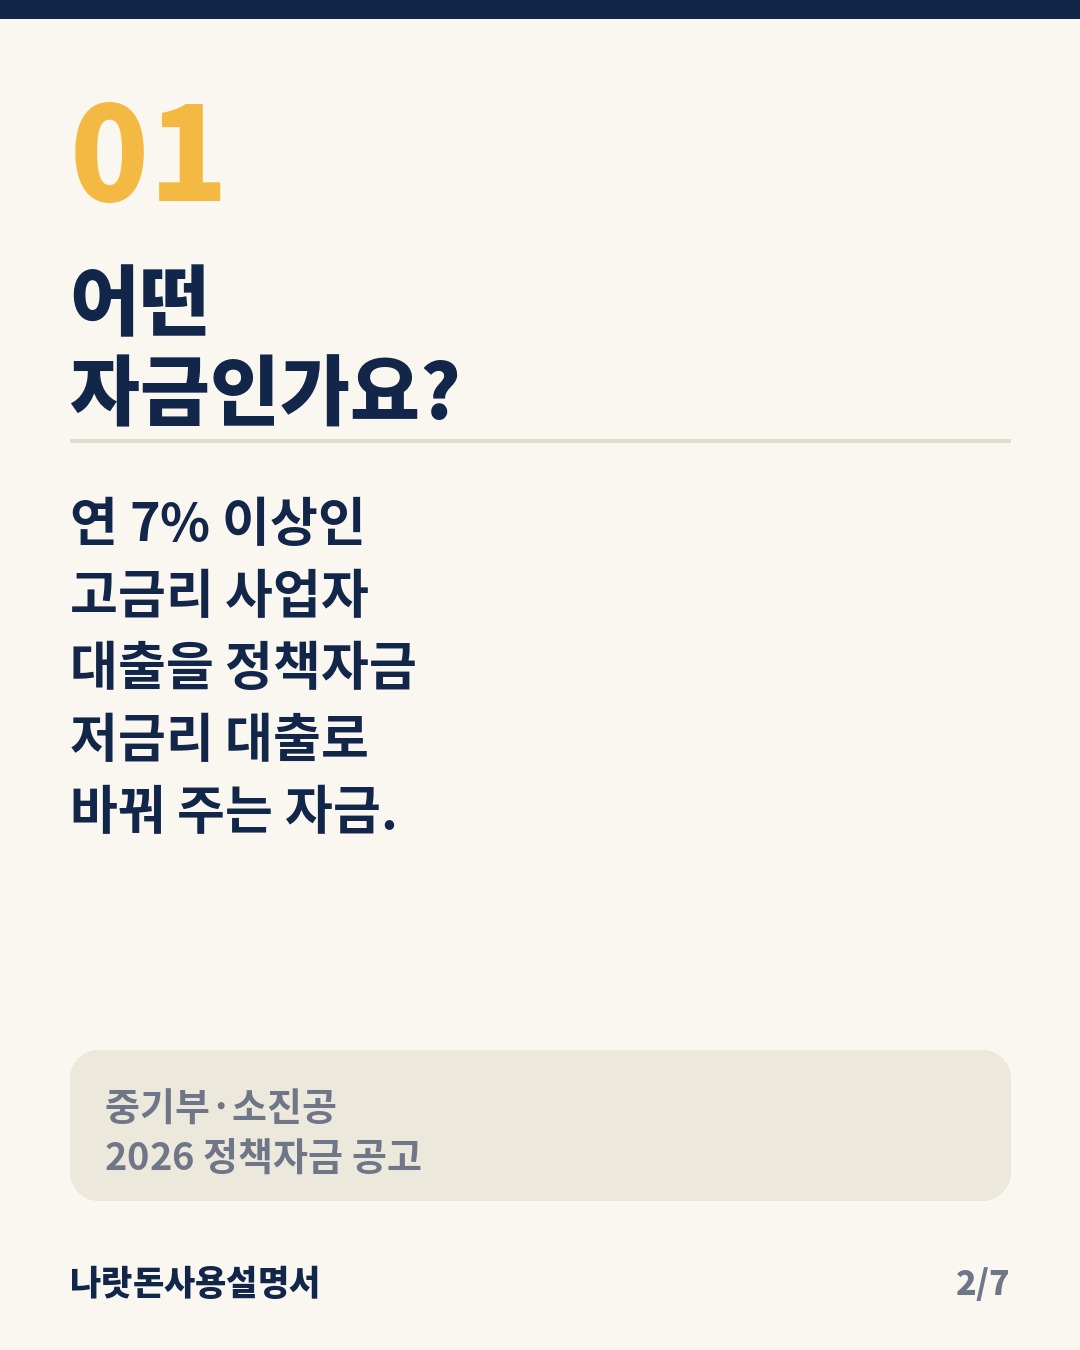 01
어떤
자금인가요?
연 7% 이상인
고금리 사업자
대출을 정책자금
저금리 대출로
바꿔 주는 자금.
중기부·소진공
2026 정책자금 공고
나랏돈사용설명서
2/7